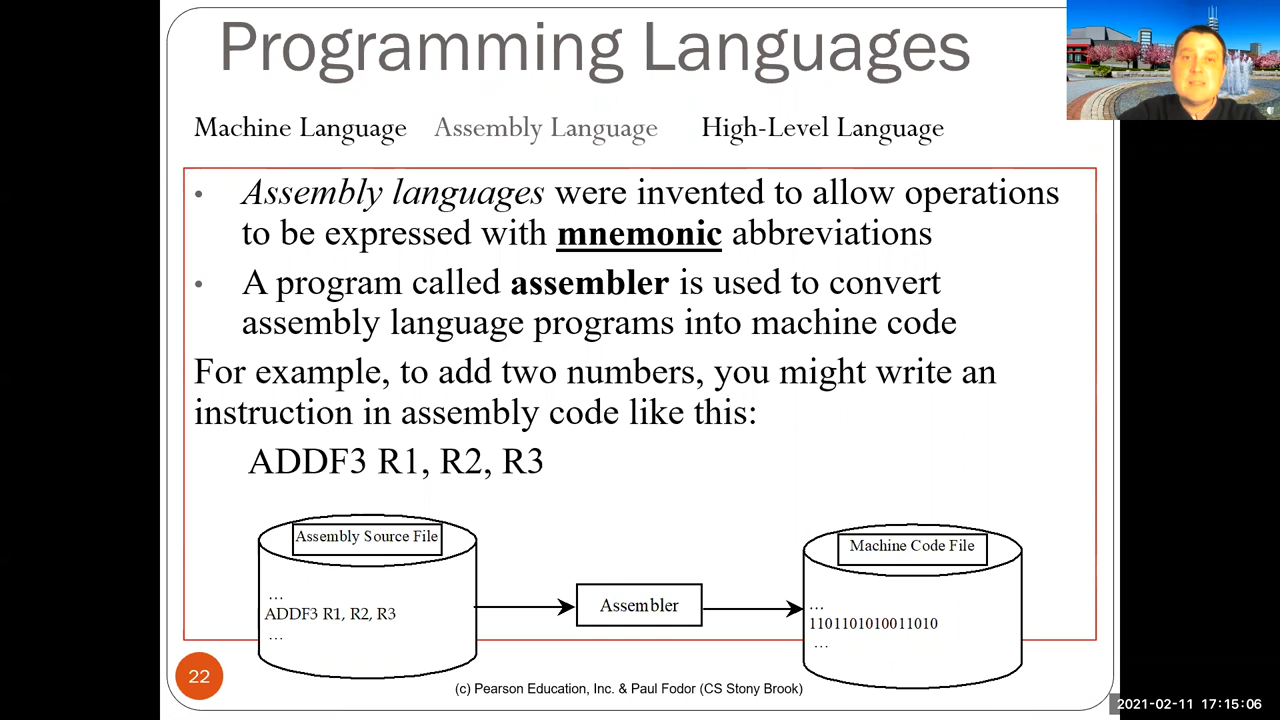 Programming Languages
Machine Language Assembly Language High-Level Language
• Assembly languages were invented to allow operations
to be expressed with mnemonic abbreviations
• A program called assembler is used to convert
assembly language programs into machine code
For example, to add two numbers, you might write an
instruction in assembly code like this:
ADDF3 R1, R2, R3
Assembly Source File
…
ADDF3 R1, R2, R3
…
Assembler
Machine Code File
…
1101101010011010
…
22
(c) Pearson Education, Inc. & Paul Fodor (CS Stony Brook)
2021-02-11 17:15:06